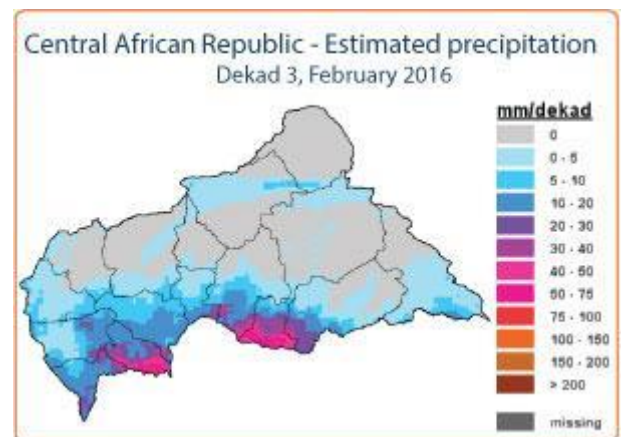 Central African Republic - Estimated precipitation
Dekad 3, February 2016
mm/dekad
0
0 - 5
5 - 10
10 - 20
20 - 30
30 - 40
40 - 50
50 - 75
75 - 100
100 - 150
150 - 200
> 200
missing